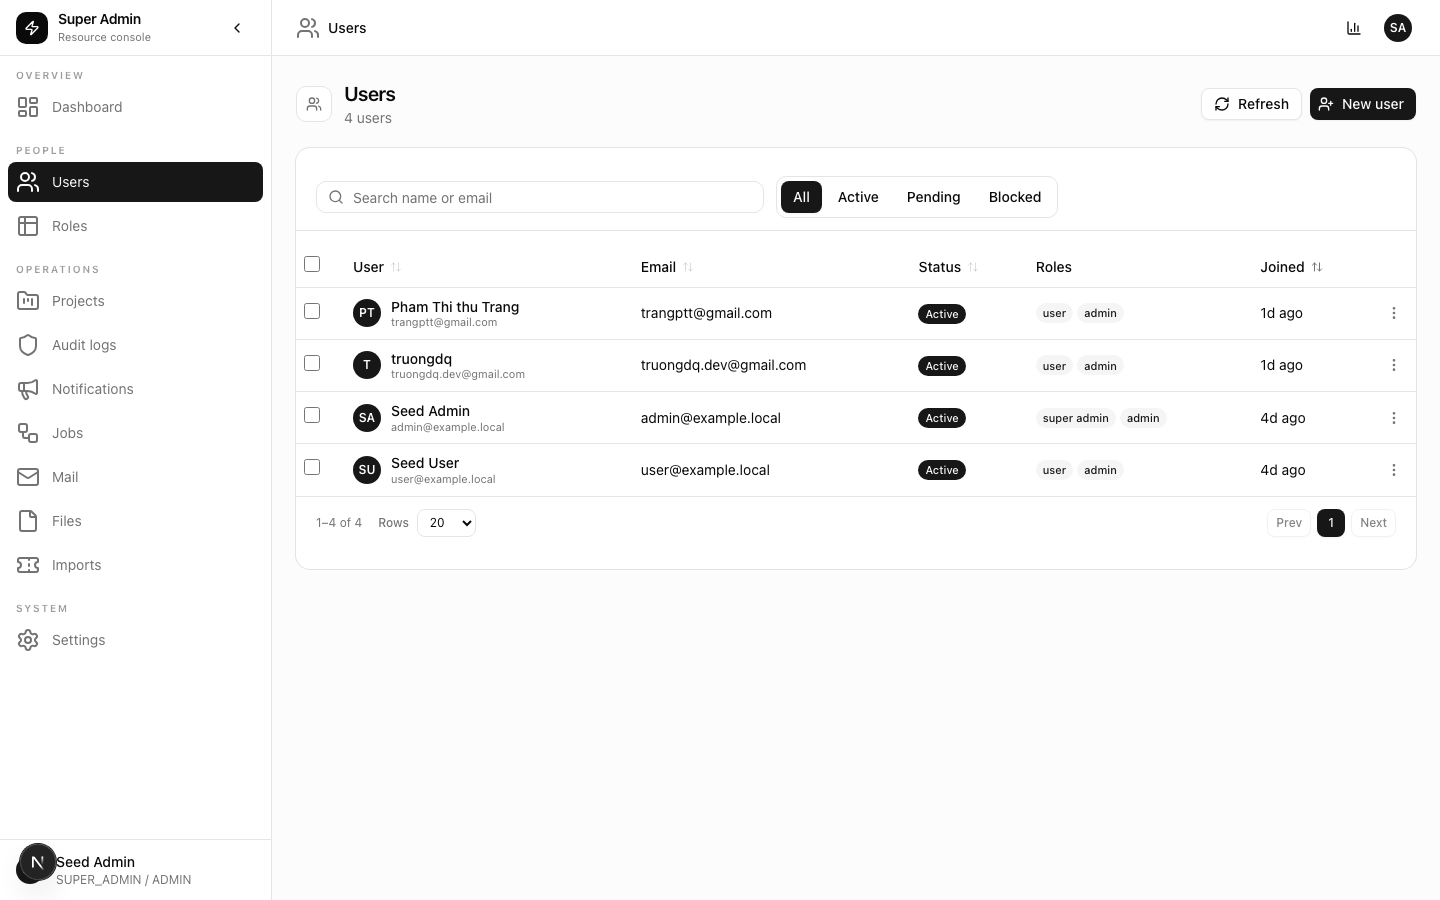 Super Admin
Resource console
OVERVIEW
Dashboard
PEOPLE
Users
Roles
OPERATIONS
Projects
Audit logs
Notifications
Jobs
Mail
Files
Imports
SYSTEM
Settings
N
Seed Admin
SUPER_ADMIN / ADMIN
Users
SA
Users
4 users
Refresh
New user
Search name or email
All Active Pending Blocked
User Email Status Roles Joined
PT Pham Thi thu Trang
trangptt@gmail.com
trangptt@gmail.com Active user admin 1d ago
T truongdq
truongdq.dev@gmail.com
truongdq.dev@gmail.com Active user admin 1d ago
SA Seed Admin
admin@example.local
admin@example.local Active super admin admin 4d ago
SU Seed User
user@example.local
user@example.local Active user admin 4d ago
1–4 of 4 Rows 20 Prev 1 Next